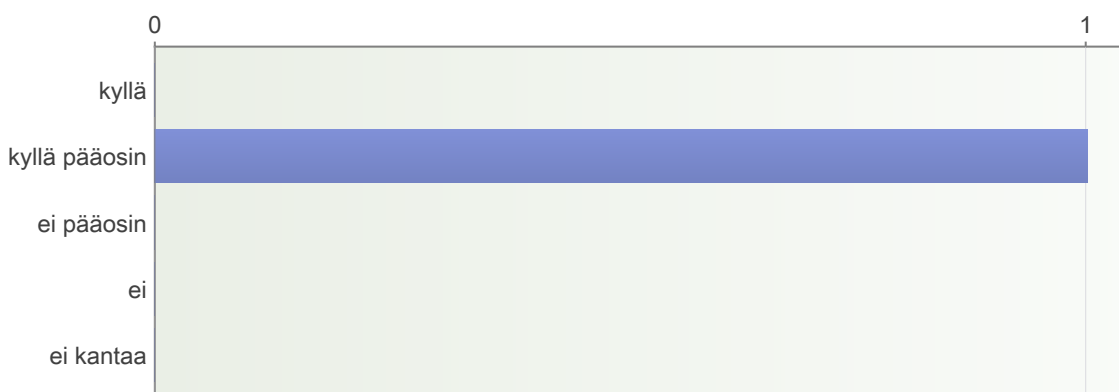 0 1
kyllä
kyllä pääosin
ei pääosin
ei
ei kantaa